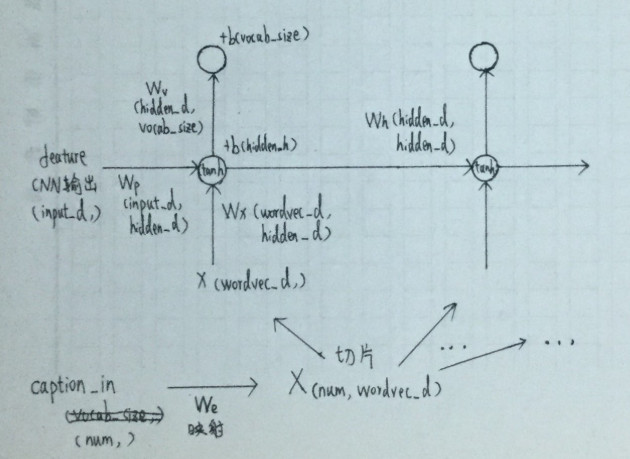 +b(vocab_size)
Wv
(hidden_d,
vocab_size)
Wh (hidden_d,
hidden_d)
+b(hidden_h)
feature
CNN输出
(input_d,)
tanh
tanh
Wp
(input_d,
hidden_d)
Wx (wordvec_d,
hidden_d)
X (wordvec_d,)
切片
...
...
caption_in
(vocab_size,)
(num,)
We
映射
X (num, wordvec_d)